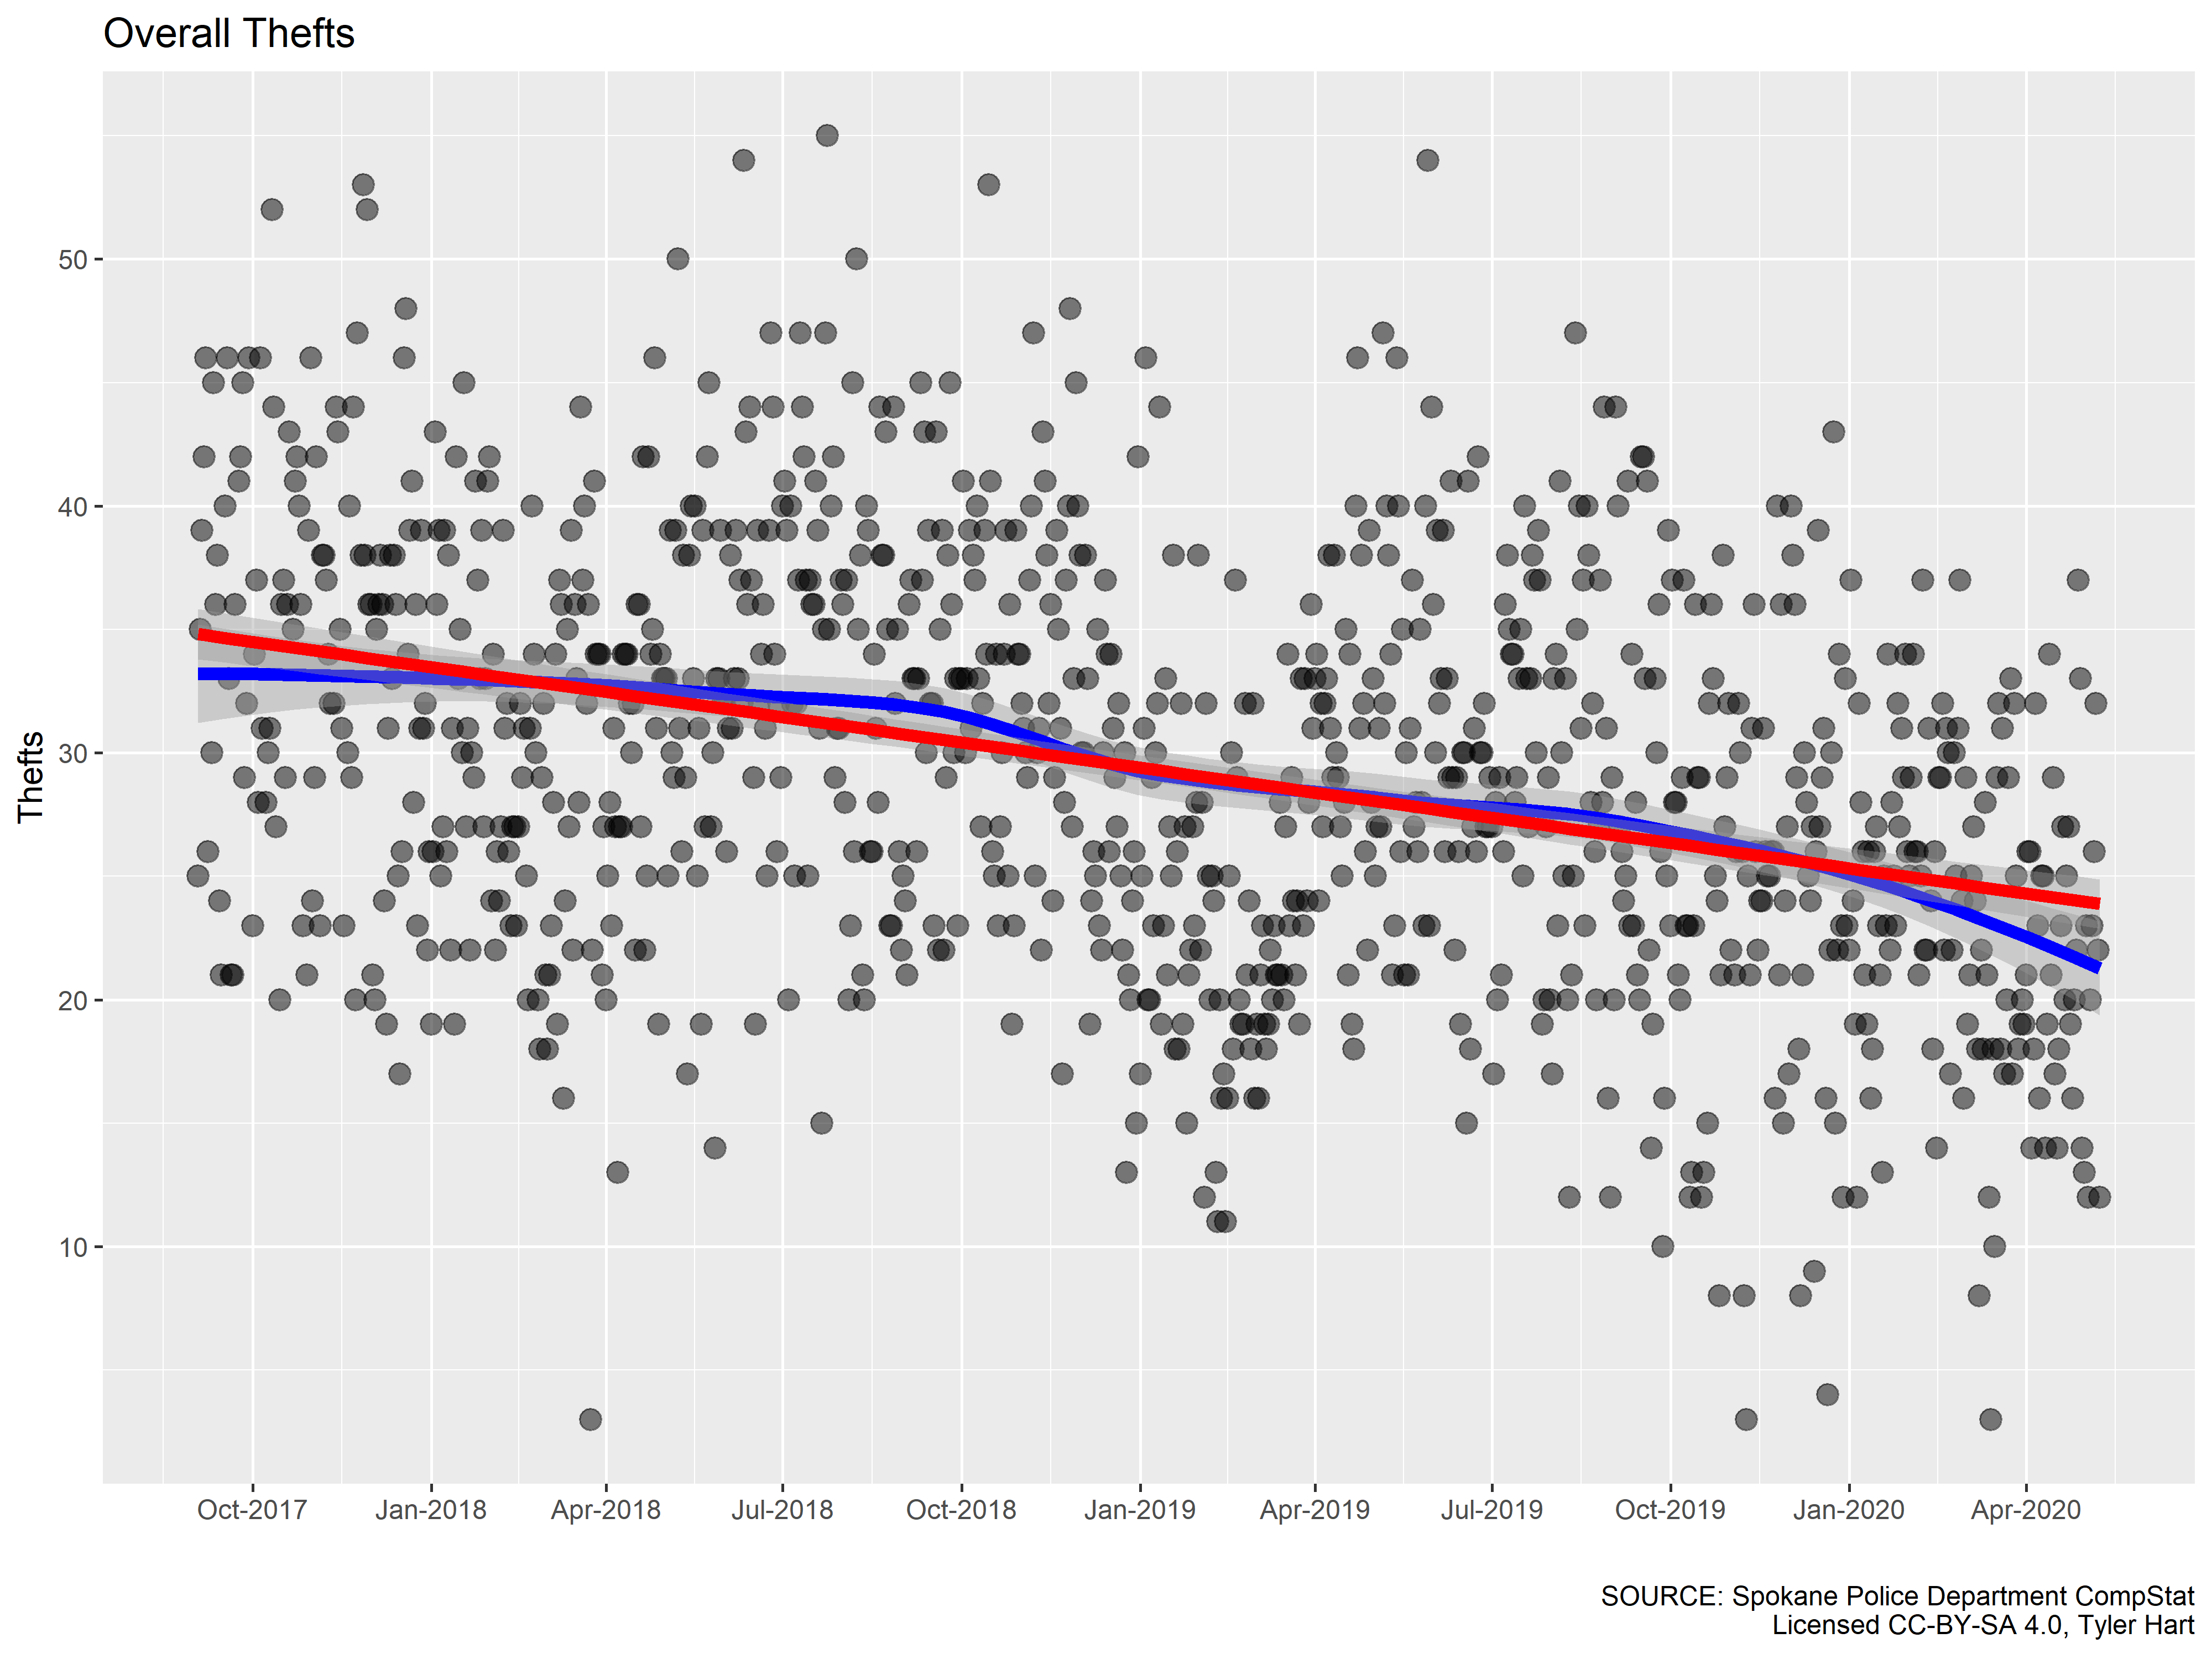 Overall Thefts
Thefts
50
40
30
20
10
Oct-2017 Jan-2018 Apr-2018 Jul-2018 Oct-2018 Jan-2019 Apr-2019 Jul-2019 Oct-2019 Jan-2020 Apr-2020
SOURCE: Spokane Police Department CompStat
Licensed CC-BY-SA 4.0, Tyler Hart